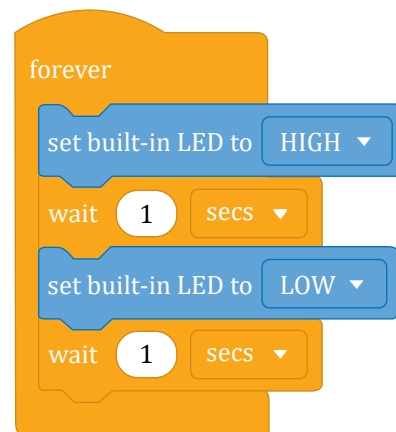 forever
set built-in LED to HIGH
wait 1 secs
set built-in LED to LOW
wait 1 secs